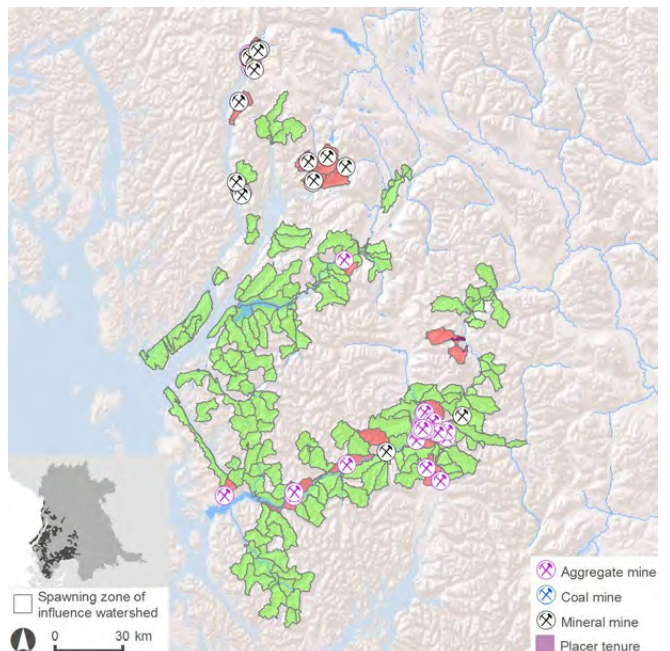 Spawning zone of
influence watershed
0 30 km
Aggregate mine
Coal mine
Mineral mine
Placer tenure